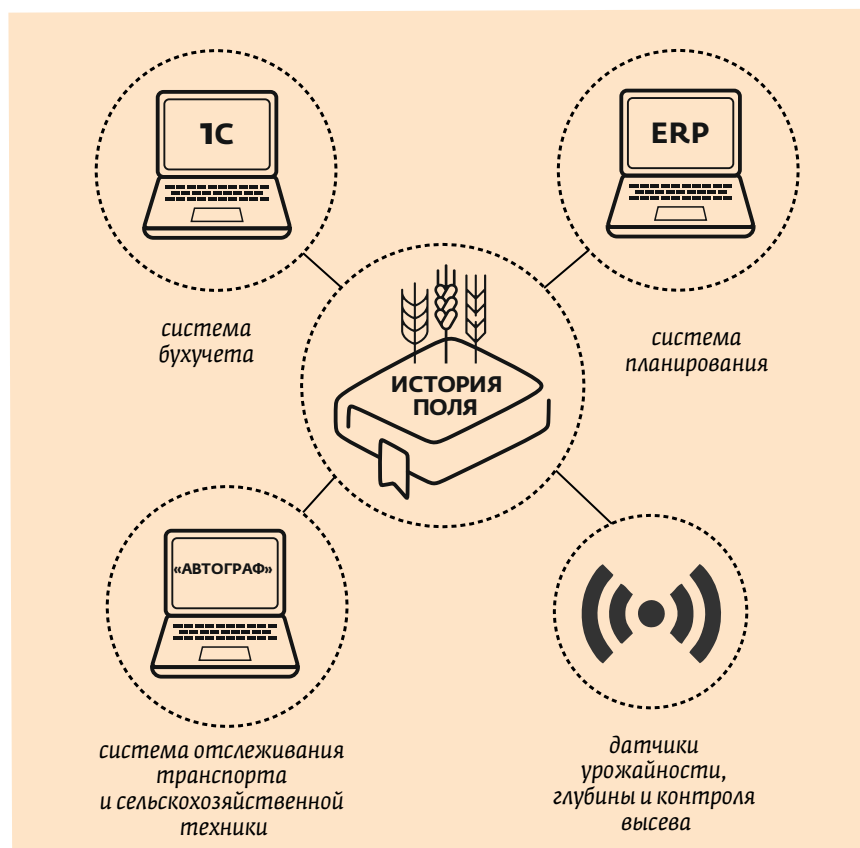 1С
ERP
система
бухучета
система
планирования
ИСТОРИЯ
ПОЛЯ
«АВТОГРАФ»
система отслеживания
транспорта
и сельскохозяйственной
техники
датчики
урожайности,
глубины и контроля
высева